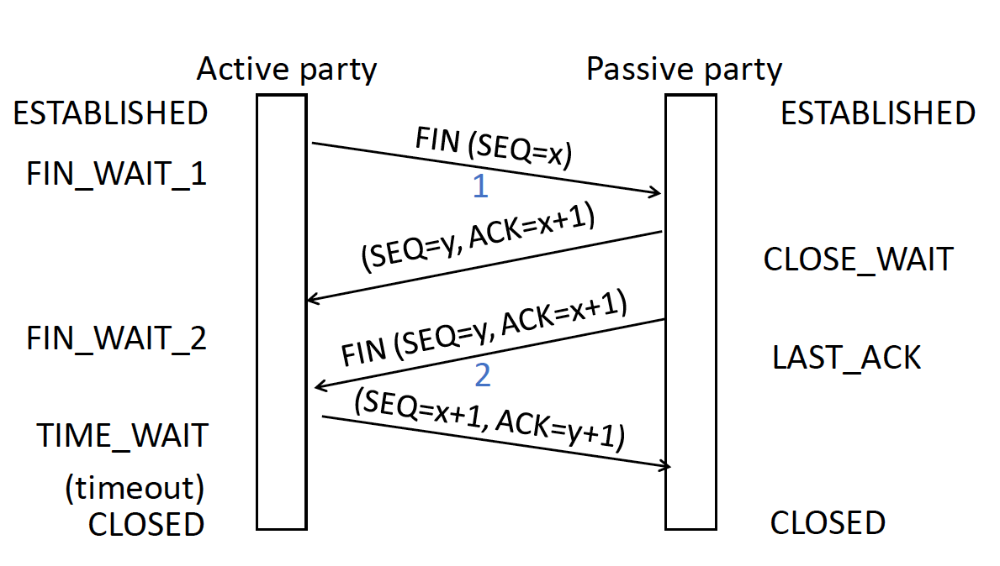 Active party
Passive party
ESTABLISHED
ESTABLISHED
FIN (SEQ=x)
FIN_WAIT_1
1
(SEQ=y, ACK=x+1)
CLOSE_WAIT
FIN (SEQ=y, ACK=x+1)
FIN_WAIT_2
LAST_ACK
2
(SEQ=x+1, ACK=y+1)
TIME_WAIT
(timeout)
CLOSED
CLOSED